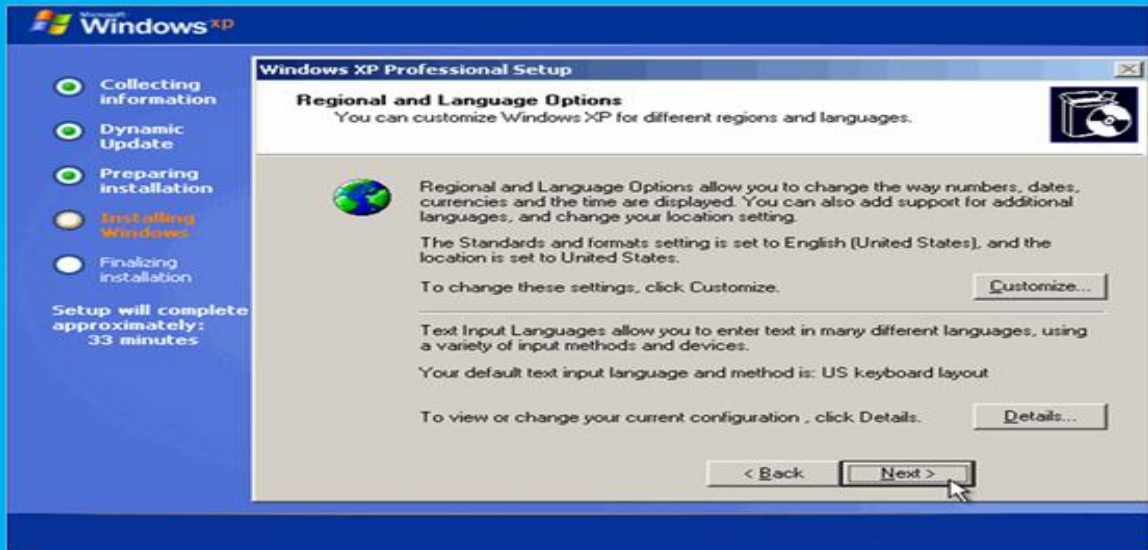 Microsoft
Windows xp
Collecting
information
Dynamic
Update
Preparing
installation
Installing
Windows
Finalizing
installation
Setup will complete
approximately:
33 minutes
Windows XP Professional Setup
Regional and Language Options
You can customize Windows XP for different regions and languages.
Regional and Language Options allow you to change the way numbers, dates,
currencies and the time are displayed. You can also add support for additional
languages, and change your location setting.
The Standards and formats setting is set to English (United States), and the
location is set to United States.
To change these settings, click Customize.
Customize...
Text Input Languages allow you to enter text in many different languages, using
a variety of input methods and devices.
Your default text input language and method is: US keyboard layout
To view or change your current configuration , click Details.
Details...
< Back
Next >